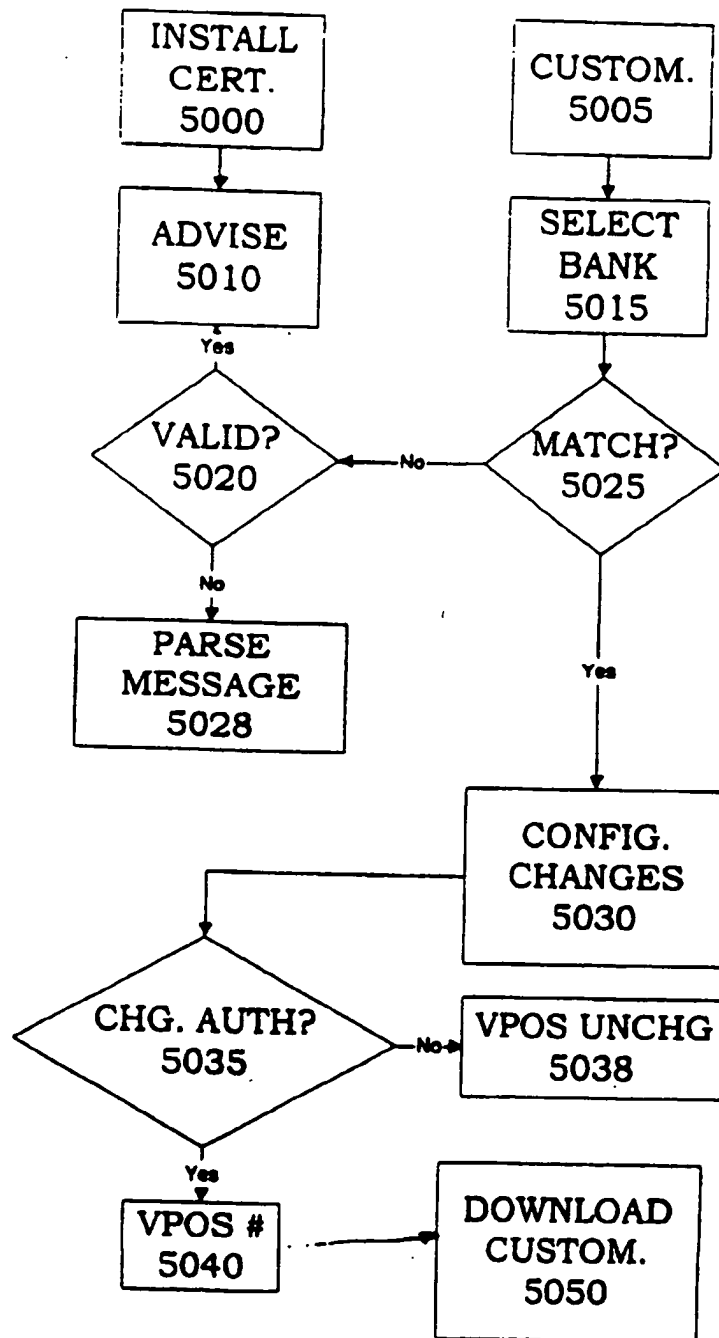 INSTALL
CERT.
5000
CUSTOM.
5005
ADVISE
5010
SELECT
BANK
5015
Yes
VALID?
5020
No
MATCH?
5025
No
PARSE
MESSAGE
5028
Yes
CONFIG.
CHANGES
5030
CHG. AUTH?
5035
No
VPOS UNCHG
5038
Yes
VPOS #
5040
DOWNLOAD
CUSTOM.
5050